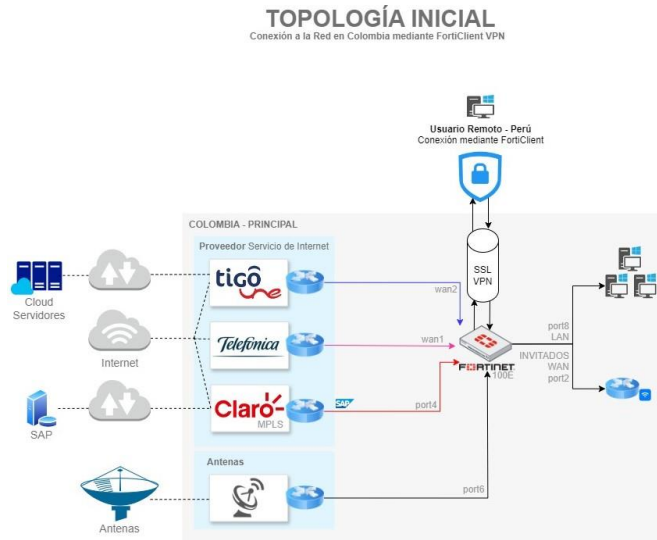 TOPOLOGÍA INICIAL
Conexión a la Red en Colombia mediante FortiClient VPN
Usuario Remoto - Perú
Conexión mediante FortiClient
COLOMBIA - PRINCIPAL
Proveedor Servicio de Internet
tigo
une
SSL
VPN
wan2
Cloud
Servidores
Telefónica
wan1
port8
LAN
Internet
FORTINET
100E
INVITADOS
WAN
port2
Claro
MPLS
SAP
port4
SAP
Antenas
port6
Antenas